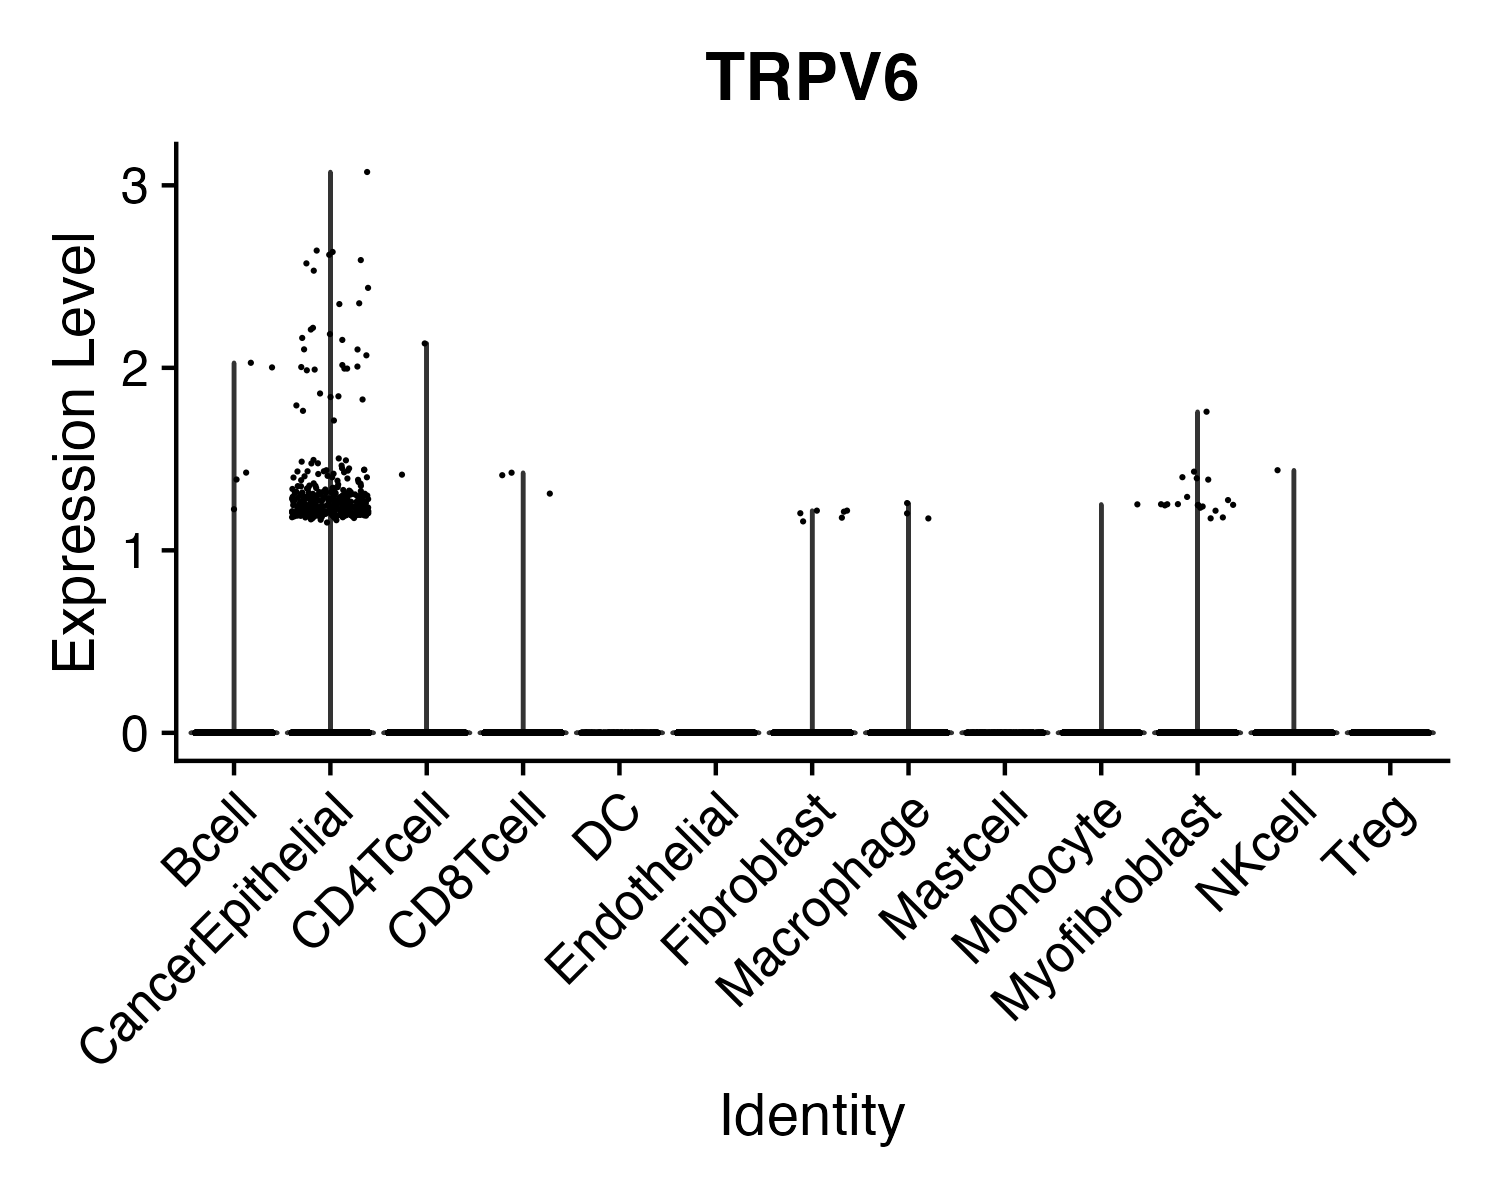 TRPV6
Expression Level
3
2
1
0
Bcell
CancerEpithelial
CD4Tcell
CD8Tcell
DC
Endothelial
Fibroblast
Macrophage
Mastcell
Monocyte
Myofibroblast
NKcell
Treg
Identity